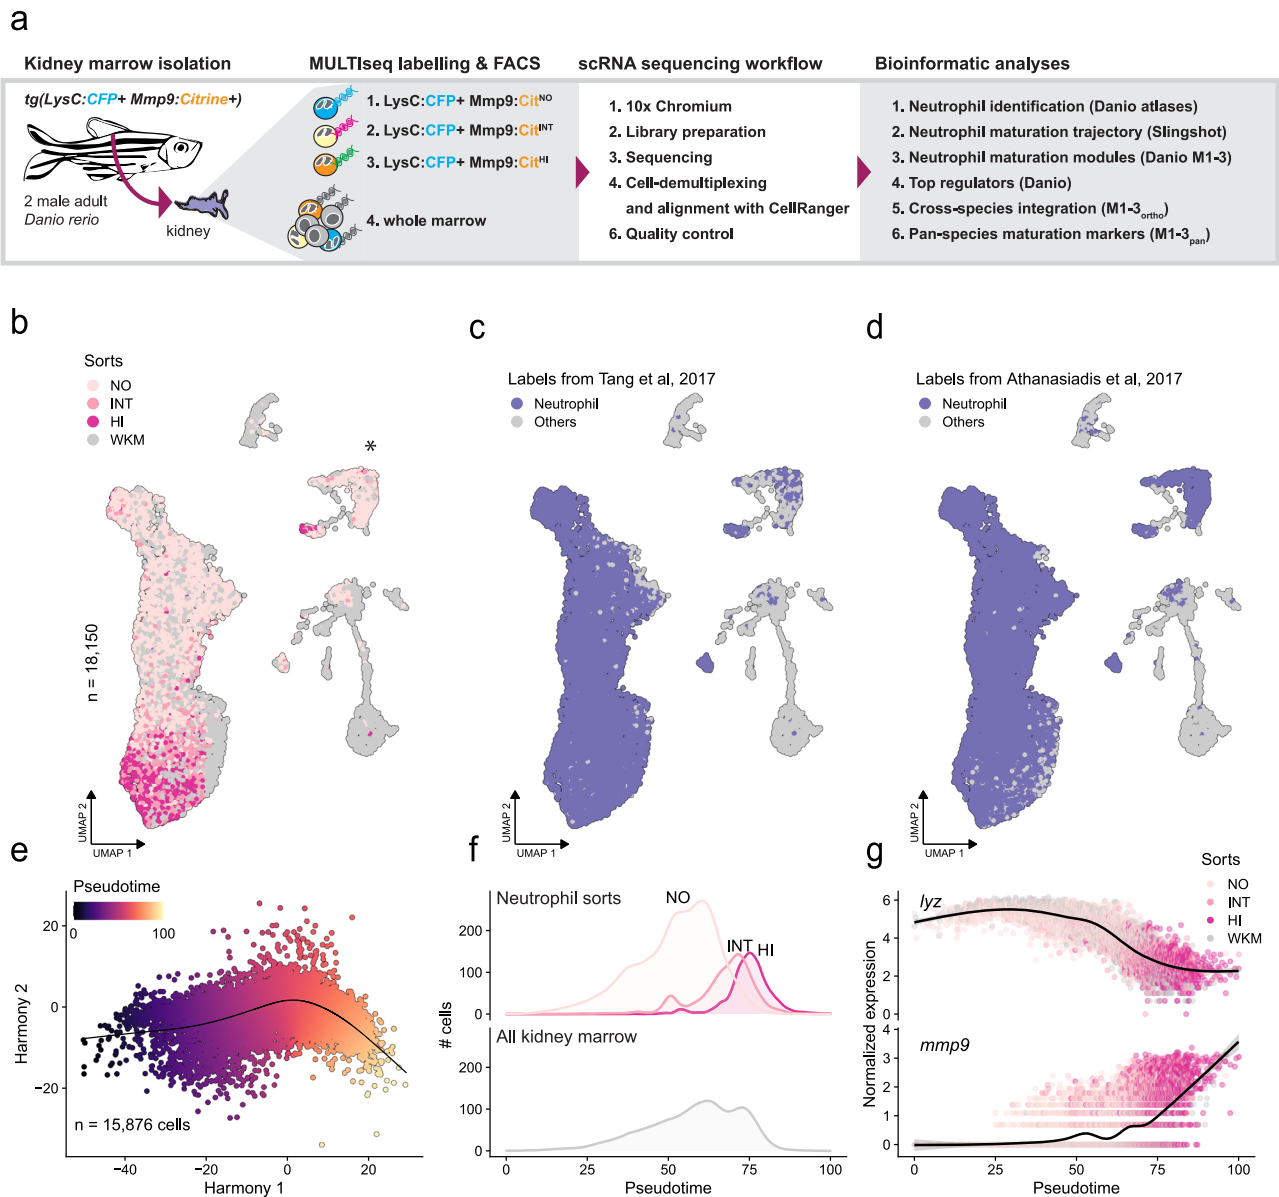 a
Kidney marrow isolation
MULTIseq labelling & FACS
scRNA sequencing workflow
Bioinformatic analyses
tg(LysC:CFP+ Mmp9:Citrine+)
2 male adult
Danio rerio
kidney
1. LysC:CFP+ Mmp9:CitNO
2. LysC:CFP+ Mmp9:CitINT
3. LysC:CFP+ Mmp9:CitHI
4. whole marrow
1. 10x Chromium
2. Library preparation
3. Sequencing
4. Cell-demultiplexing
and alignment with CellRanger
6. Quality control
1. Neutrophil identification (Danio atlases)
2. Neutrophil maturation trajectory (Slingshot)
3. Neutrophil maturation modules (Danio M1-3)
4. Top regulators (Danio)
5. Cross-species integration (M1-3ortho)
6. Pan-species maturation markers (M1-3pan)
b
Sorts
NO
INT
HI
WKM
*
n = 18,150
UMAP 2
UMAP 1
c
Labels from Tang et al, 2017
Neutrophil
Others
UMAP 2
UMAP 1
d
Labels from Athanasiadis et al, 2017
Neutrophil
Others
UMAP 2
UMAP 1
e
Pseudotime
0 100
20
0
−20
Harmony 2
n = 15,876 cells
−40 −20 0 20
Harmony 1
f
Neutrophil sorts
NO
INT
HI
200
100
0
# cells
All kidney marrow
200
100
0
0 25 50 75 100
Pseudotime
g
Sorts
NO
INT
HI
WKM
lyz
6
4
2
0
Normalized expression
mmp9
4
3
2
1
0
0 25 50 75 100
Pseudotime